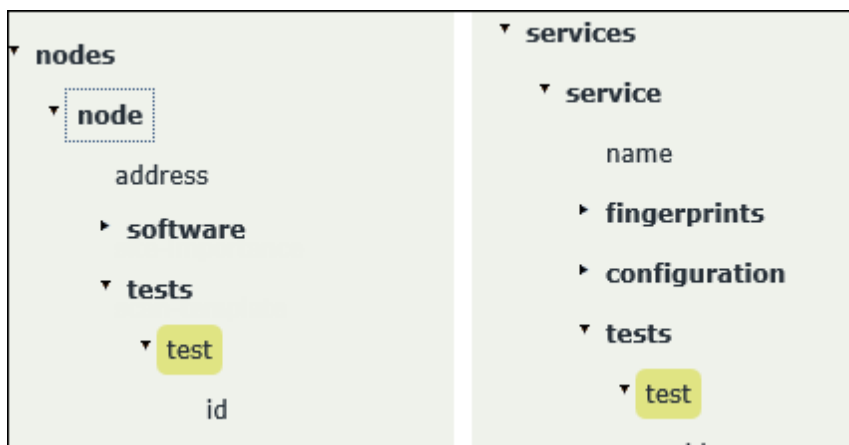 nodes
node
address
software
tests
test
id
services
service
name
fingerprints
configuration
tests
test